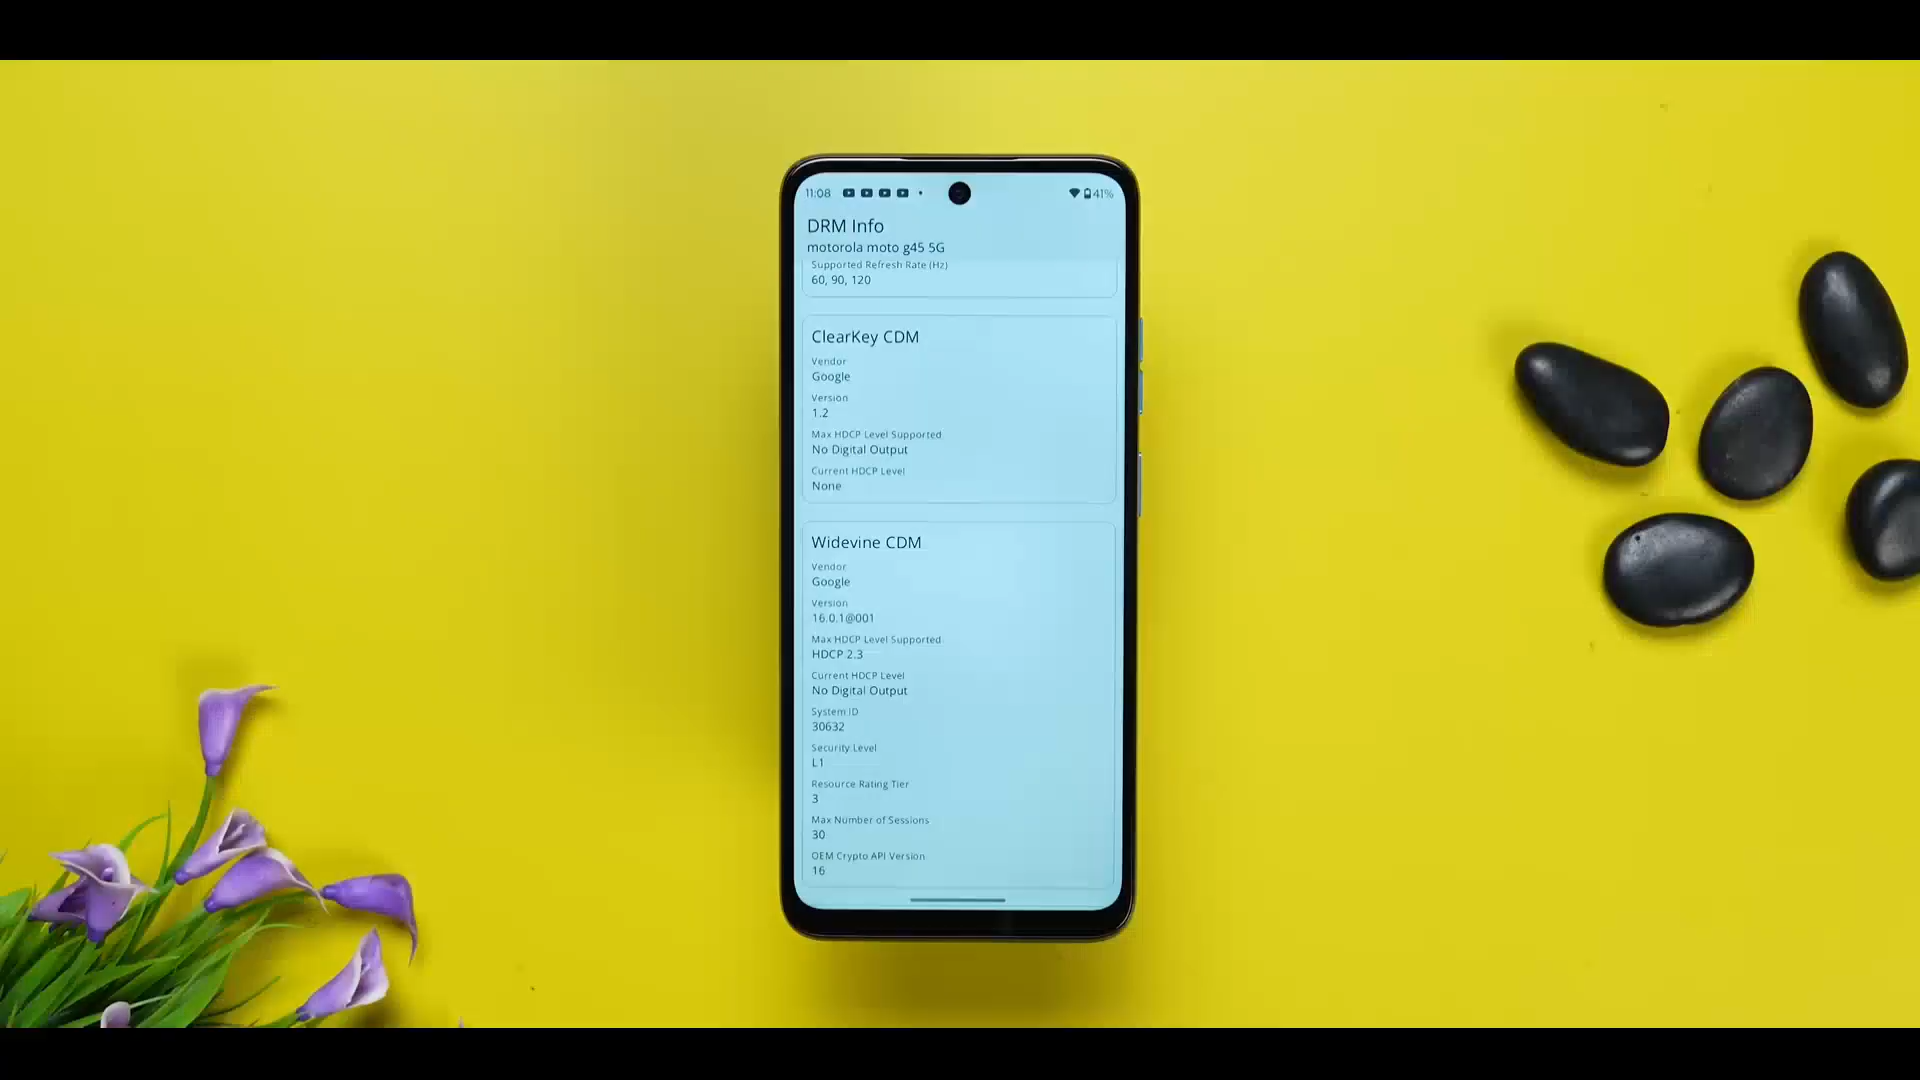 11:08
41%
DRM Info
motorola moto g45 5G
Supported Refresh Rate (Hz)
60, 90, 120
ClearKey CDM
Vendor
Google
Version
1.2
Max HDCP Level Supported
No Digital Output
Current HDCP Level
None
Widevine CDM
Vendor
Google
Version
16.0.1@001
Max HDCP Level Supported
HDCP 2.3
Current HDCP Level
No Digital Output
System ID
30632
Security Level
L1
Resource Rating Tier
3
Max Number of Sessions
30
OEM Crypto API Version
16